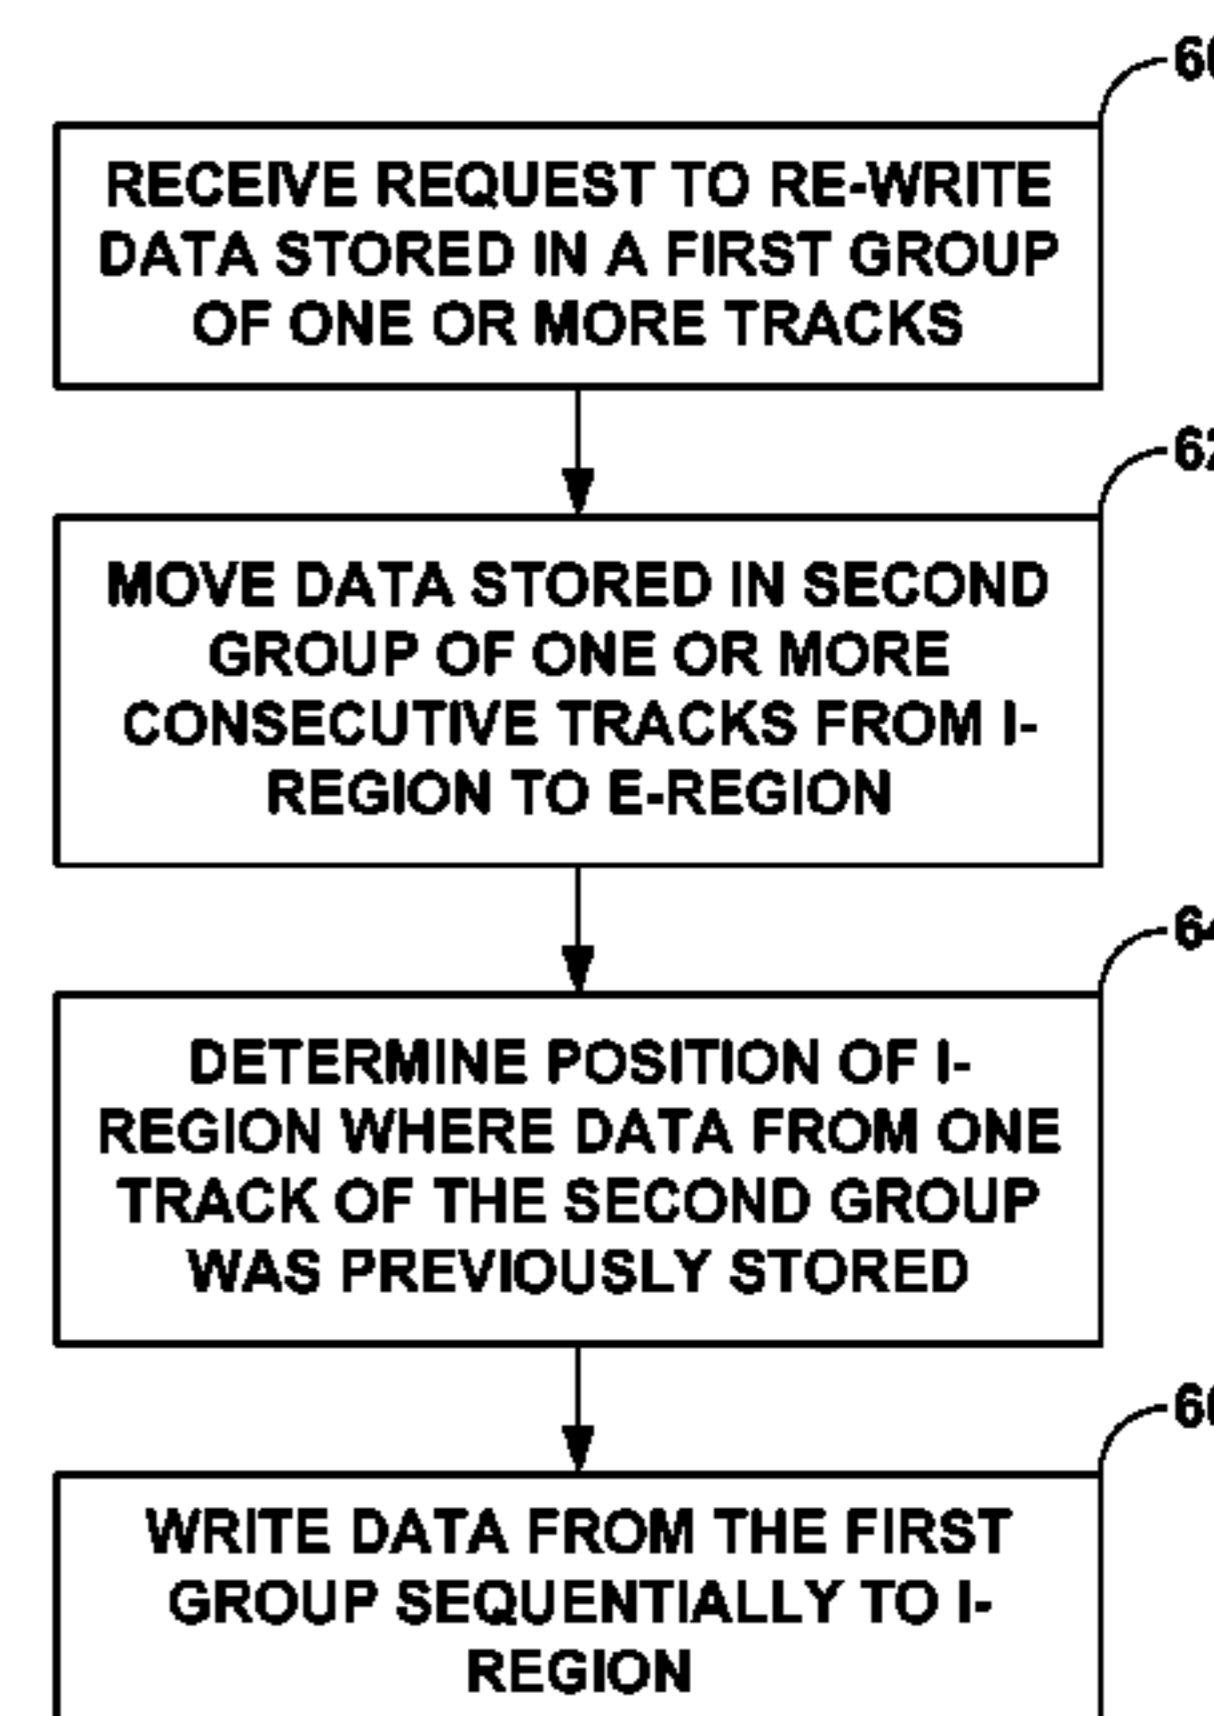 RECEIVE REQUEST TO RE-WRITE
DATA STORED IN A FIRST GROUP
OF ONE OR MORE TRACKS
MOVE DATA STORED IN SECOND
GROUP OF ONE OR MORE
CONSECUTIVE TRACKS FROM I-
REGION TO E-REGION
DETERMINE POSITION OF I-
REGION WHERE DATA FROM ONE
TRACK OF THE SECOND GROUP
WAS PREVIOUSLY STORED
WRITE DATA FROM THE FIRST
GROUP SEQUENTIALLY TO I-
REGION